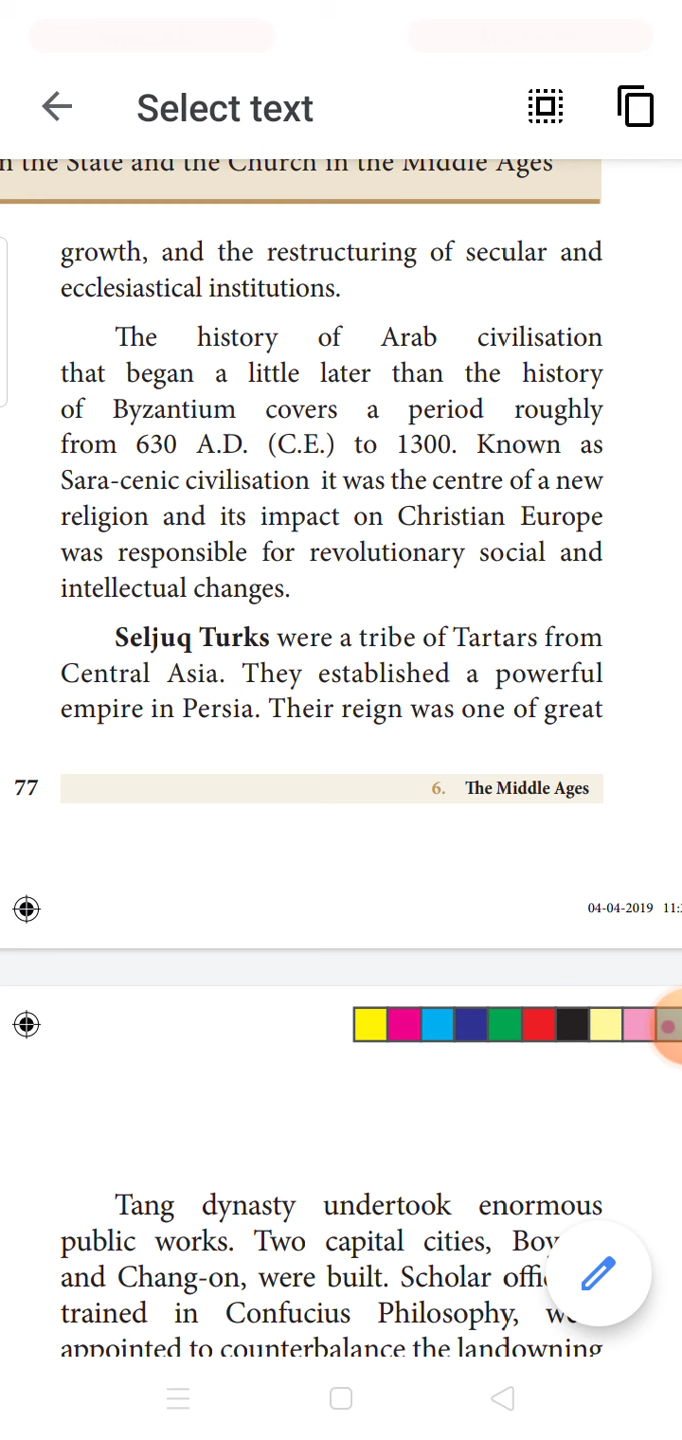 Select text
n the State and the Church in the Middle Ages
growth, and the restructuring of secular and
ecclesiastical institutions.
The history of Arab civilisation
that began a little later than the history
of Byzantium covers a period roughly
from 630 A.D. (C.E.) to 1300. Known as
Sara-cenic civilisation it was the centre of a new
religion and its impact on Christian Europe
was responsible for revolutionary social and
intellectual changes.
Seljuq Turks were a tribe of Tartars from
Central Asia. They established a powerful
empire in Persia. Their reign was one of great
77
6. The Middle Ages
04-04-2019 11:
Tang dynasty undertook enormous
public works. Two capital cities,
and Chang-on, were built. Scholar
trained in Confucius Philosophy,
appointed to counterbalance the landowning